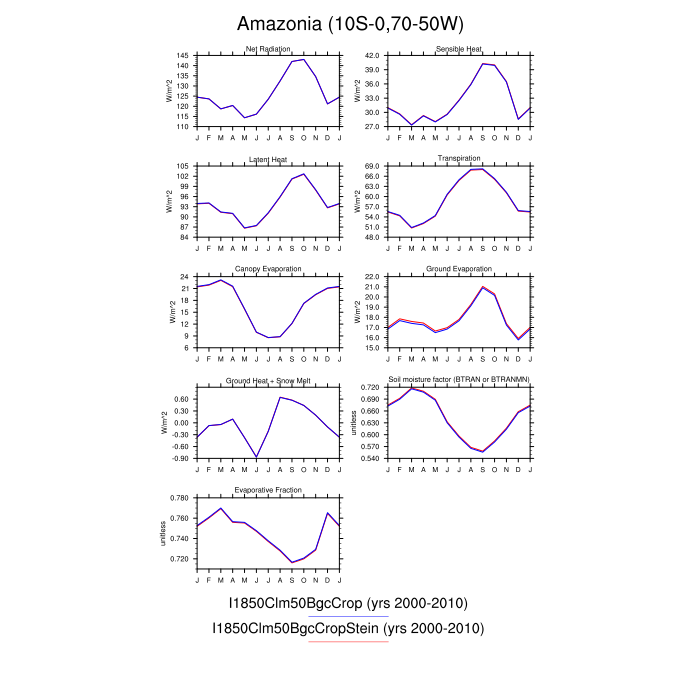 Amazonia (10S-0,70-50W)
Net Radiation
Sensible Heat
W/m^2
145
140
135
130
125
120
115
110
J F M A M J J A S O N D J
W/m^2
42.0
39.0
36.0
33.0
30.0
27.0
J F M A M J J A S O N D J
Latent Heat
Transpiration
W/m^2
105
102
99
96
93
90
87
84
J F M A M J J A S O N D J
W/m^2
69.0
66.0
63.0
60.0
57.0
54.0
51.0
48.0
J F M A M J J A S O N D J
Canopy Evaporation
Ground Evaporation
W/m^2
24
21
18
15
12
9
6
J F M A M J J A S O N D J
W/m^2
22.0
21.0
20.0
19.0
18.0
17.0
16.0
15.0
J F M A M J J A S O N D J
Ground Heat + Snow Melt
Soil moisture factor (BTRAN or BTRANMN)
W/m^2
0.60
0.30
0.00
-0.30
-0.60
-0.90
J F M A M J J A S O N D J
unitless
0.720
0.690
0.660
0.630
0.600
0.570
0.540
J F M A M J J A S O N D J
Evaporative Fraction
unitless
0.780
0.760
0.740
0.720
J F M A M J J A S O N D J
I1850Clm50BgcCrop (yrs 2000-2010)
I1850Clm50BgcCropStein (yrs 2000-2010)